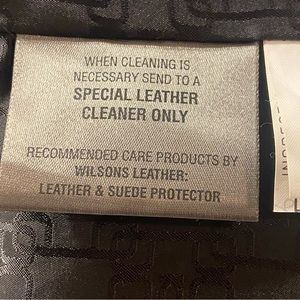 WHEN CLEANING IS
NECESSARY SEND TO A
SPECIAL LEATHER
CLEANER ONLY
RECOMMENDED CARE PRODUCTS BY
WILSONS LEATHER:
LEATHER & SUEDE PROTECTOR